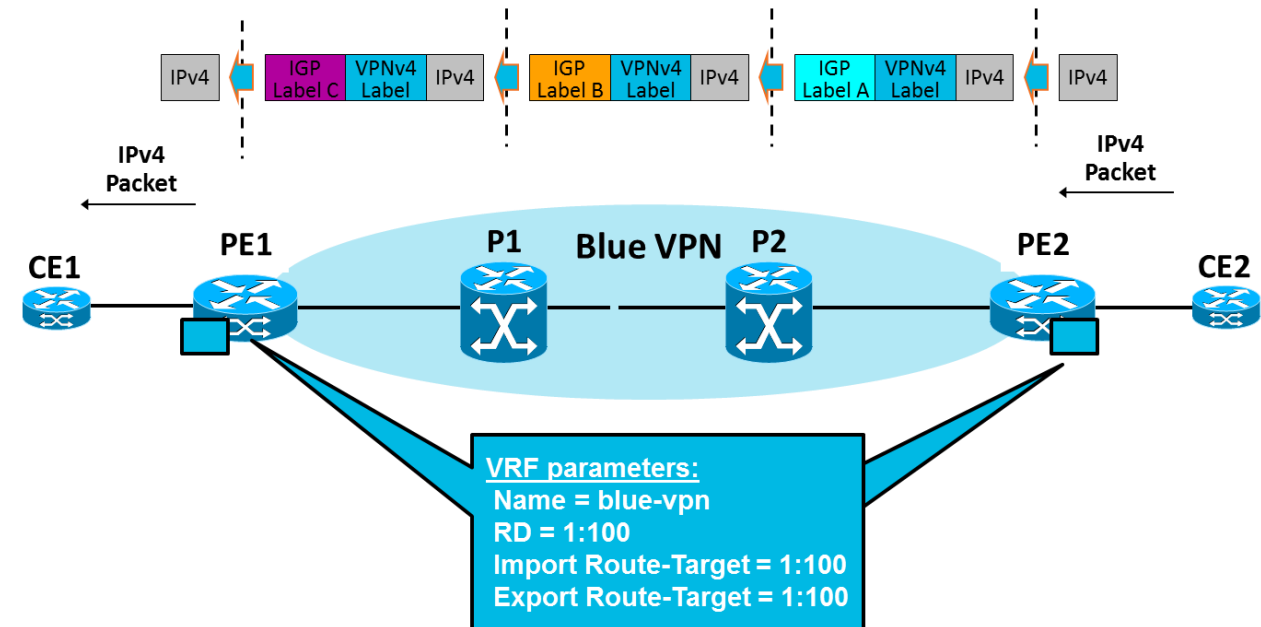 IPv4
IGP
Label C
VPNv4
Label
IPv4
IGP
Label B
VPNv4
Label
IPv4
IGP
Label A
VPNv4
Label
IPv4
IPv4
IPv4
Packet
IPv4
Packet
CE1
PE1
P1
Blue VPN
P2
PE2
CE2
VRF parameters:
Name = blue-vpn
RD = 1:100
Import Route-Target = 1:100
Export Route-Target = 1:100